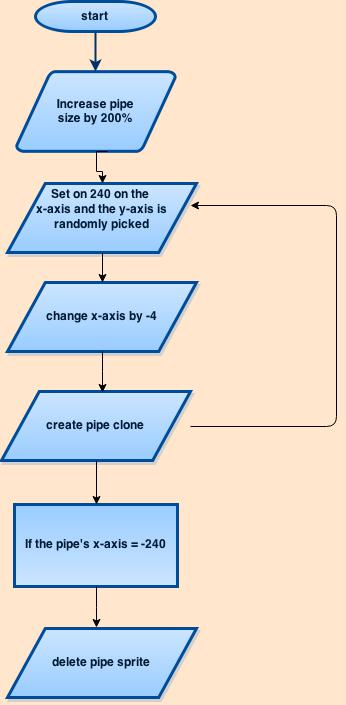 start
Increase pipe
size by 200%
Set on 240 on the
x-axis and the y-axis is
randomly picked
change x-axis by -4
create pipe clone
If the pipe's x-axis = -240
delete pipe sprite